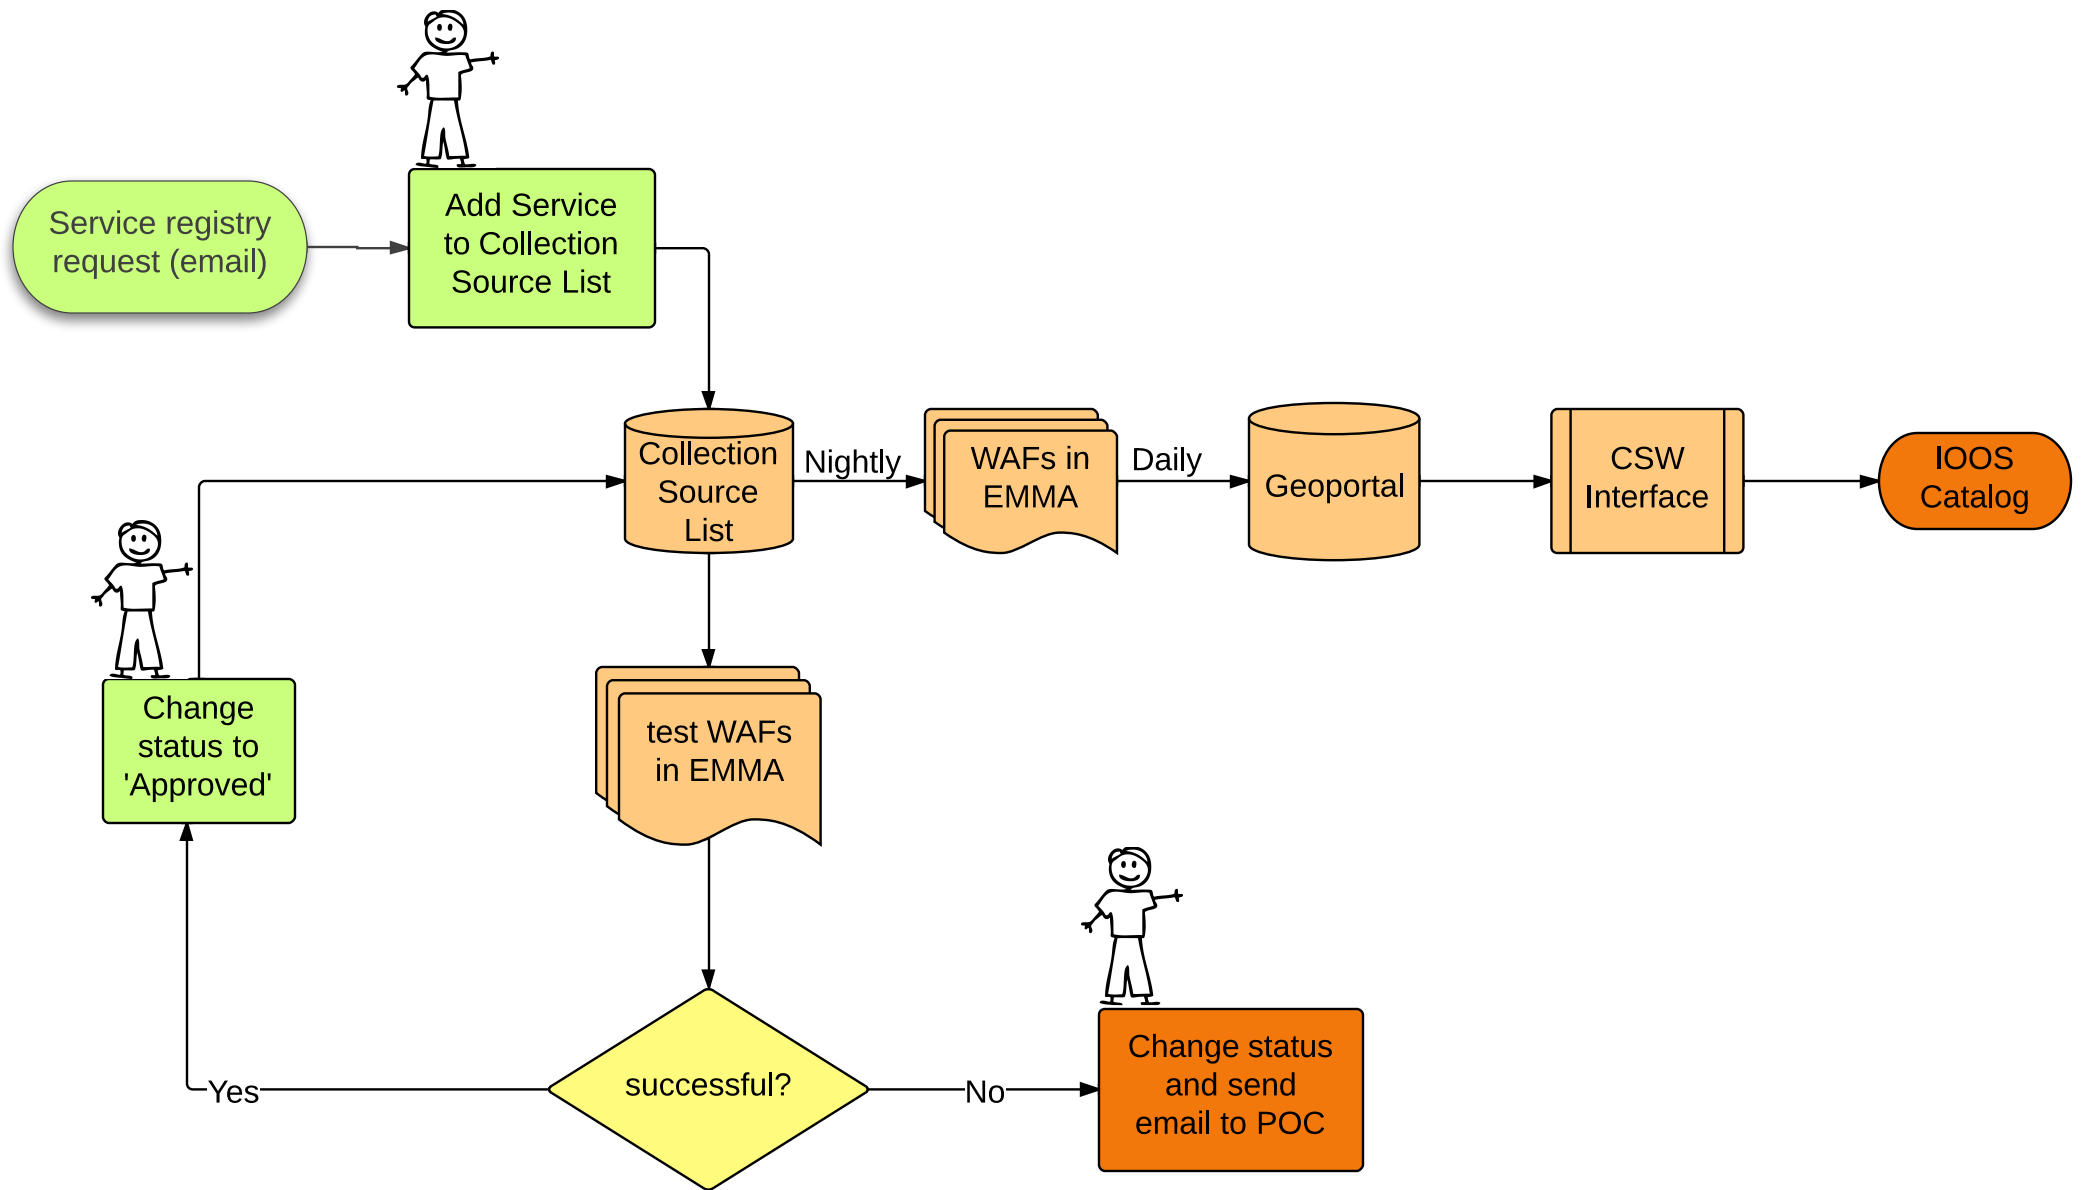 Service registry
request (email)
Add Service
to Collection
Source List
Collection
Source
List
Nightly
WAFs in
EMMA
Daily
Geoportal
CSW
Interface
IOOS
Catalog
Change
status to
'Approved'
test WAFs
in EMMA
successful?
Yes
No
Change status
and send
email to POC